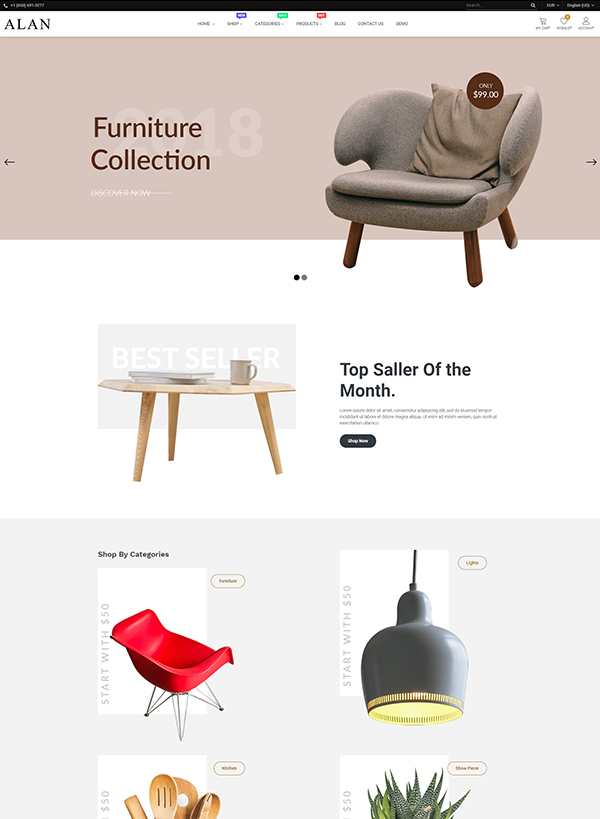 +1 (650) 691-3277
Search...
EUR
English (US)
ALAN
NEW
SALE
HOT
HOME
SHOP
CATEGORIES
PRODUCTS
BLOG
CONTACT US
DEMO
MY CART
WISHLIST
ACCOUNT
2018
Furniture
Collection
DISCOVER NOW
ONLY
$99.00
BEST SELLER
Top Saller Of the
Month.
Lorem ipsum dolor sit amet, consectetur adipiscing elit, sed do eiusmod tempor
incididunt ut labore et dolore magna aliqua. Ut enim ad minim veniam, quis nostrud
exercitation ullamco.
Shop Now
Shop By Categories
Furniture
START WITH $50
Lights
START WITH $50
Kitchen
TH $50
Show Piece
TH $50